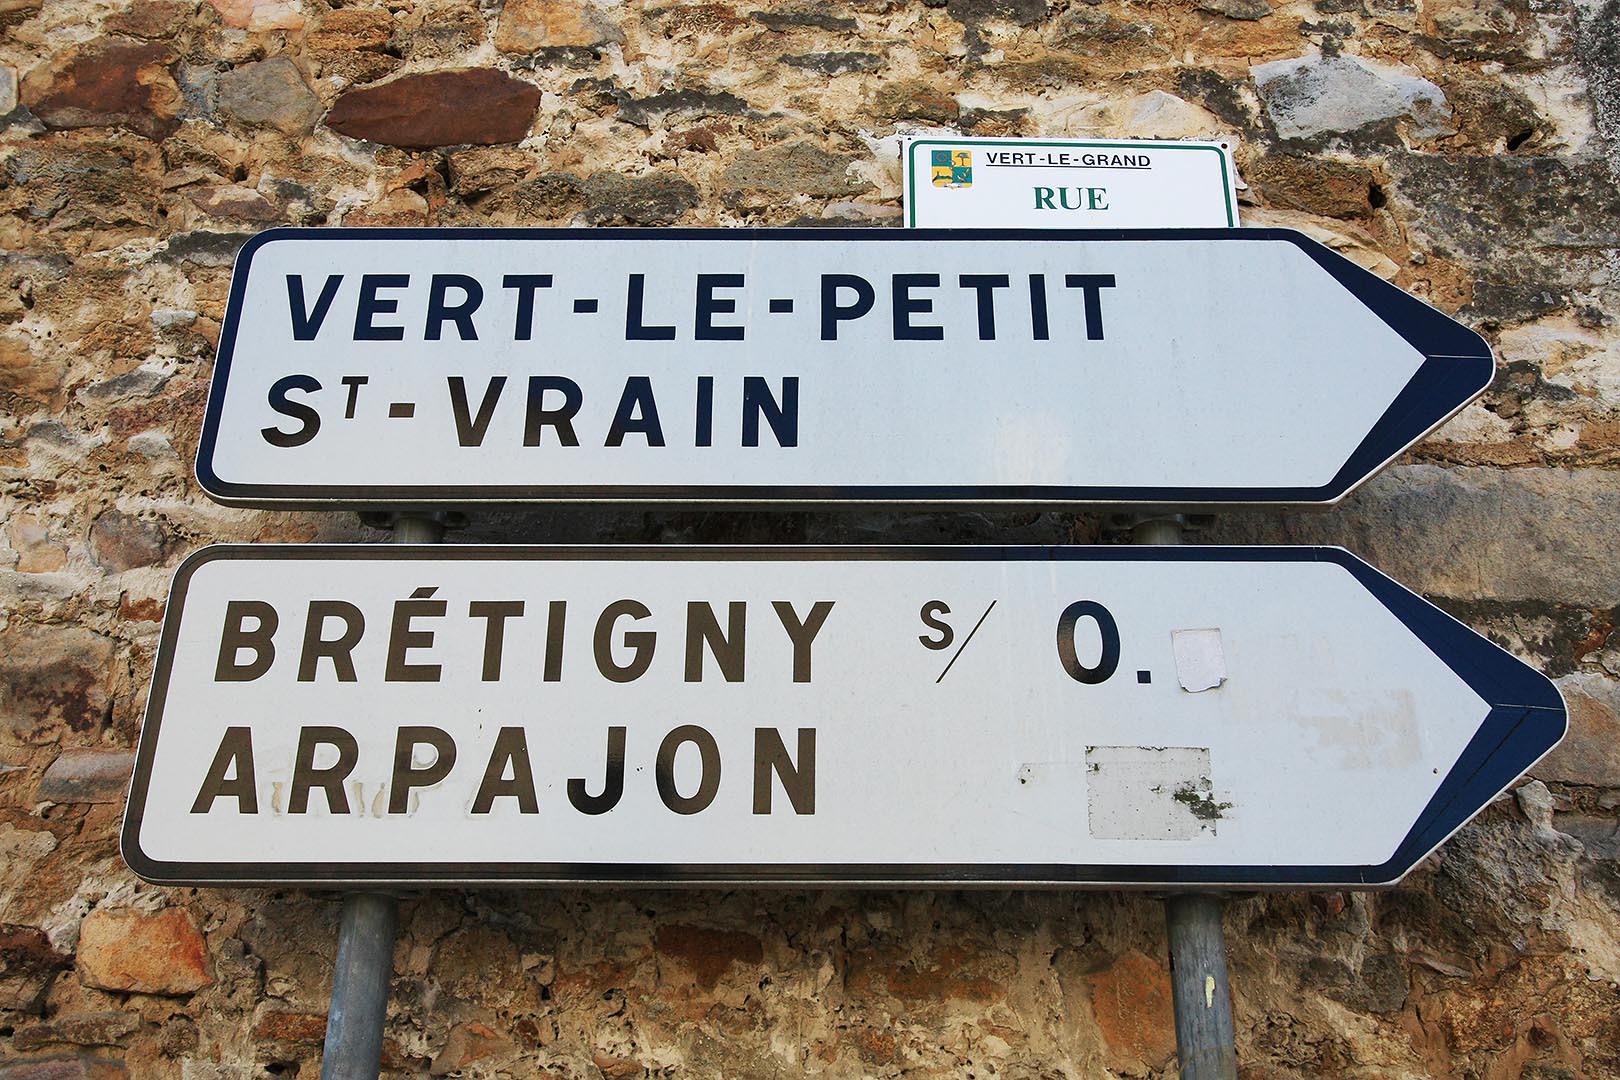 VERT-LE-GRAND
RUE
VERT-LE-PETIT
ST-VRAIN
BRÉTIGNY S/ O.
ARPAJON